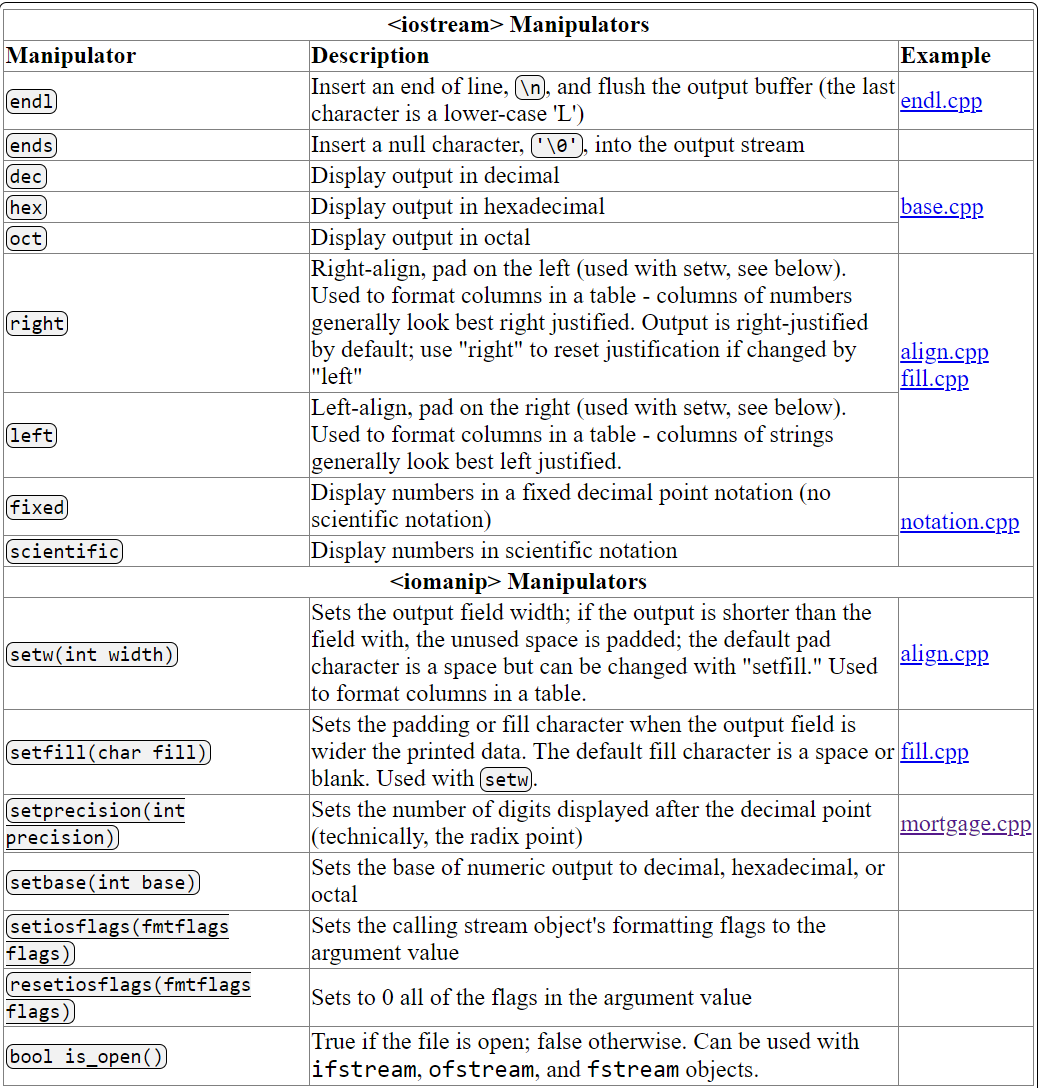 <iostream> Manipulators
Manipulator Description Example
endl Insert an end of line, \n, and flush the output buffer (the last character is a lower-case 'L') endl.cpp
ends Insert a null character, '\0', into the output stream
dec Display output in decimal
hex Display output in hexadecimal base.cpp
oct Display output in octal
right
Right-align, pad on the left (used with setw, see below).
Used to format columns in a table - columns of numbers
generally look best right justified. Output is right-justified
by default; use "right" to reset justification if changed by
"left"
align.cpp
fill.cpp
left
Left-align, pad on the right (used with setw, see below).
Used to format columns in a table - columns of strings
generally look best left justified.
fixed
Display numbers in a fixed decimal point notation (no
scientific notation)
notation.cpp
scientific Display numbers in scientific notation
<iomanip> Manipulators
setw(int width)
Sets the output field width; if the output is shorter than the
field with, the unused space is padded; the default pad
character is a space but can be changed with "setfill." Used
to format columns in a table.
align.cpp
setfill(char fill)
Sets the padding or fill character when the output field is
wider the printed data. The default fill character is a space or
blank. Used with setw.
fill.cpp
setprecision(int
precision)
Sets the number of digits displayed after the decimal point
(technically, the radix point)
mortgage.cpp
setbase(int base)
Sets the base of numeric output to decimal, hexadecimal, or
octal
setiosflags(fmtflags
flags)
Sets the calling stream object's formatting flags to the
argument value
resetiosflags(fmtflags
flags)
Sets to 0 all of the flags in the argument value
bool is_open()
True if the file is open; false otherwise. Can be used with
ifstream, ofstream, and fstream objects.